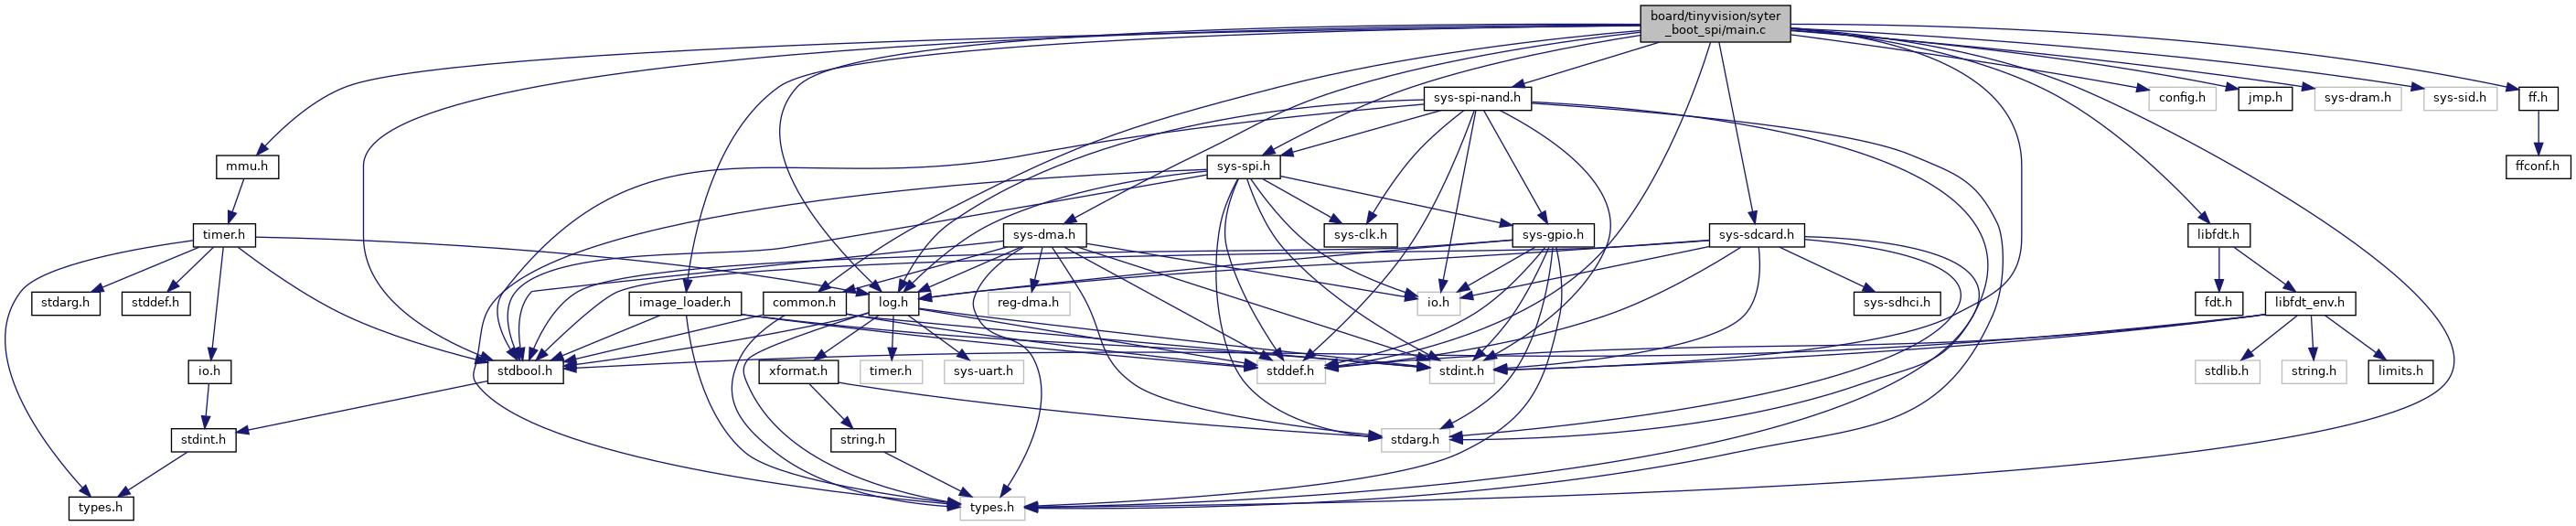 board/tinyvision/syter
_boot_spi/main.c
sys-spi-nand.h
config.h
jmp.h
sys-dram.h
sys-sid.h
ff.h
mmu.h
sys-spi.h
ffconf.h
timer.h
sys-dma.h
sys-clk.h
sys-gpio.h
sys-sdcard.h
libfdt.h
stdarg.h
stddef.h
image_loader.h
common.h
log.h
reg-dma.h
io.h
sys-sdhci.h
fdt.h
libfdt_env.h
io.h
stdbool.h
xformat.h
timer.h
sys-uart.h
stddef.h
stdint.h
stdlib.h
string.h
limits.h
stdint.h
string.h
stdarg.h
types.h
types.h